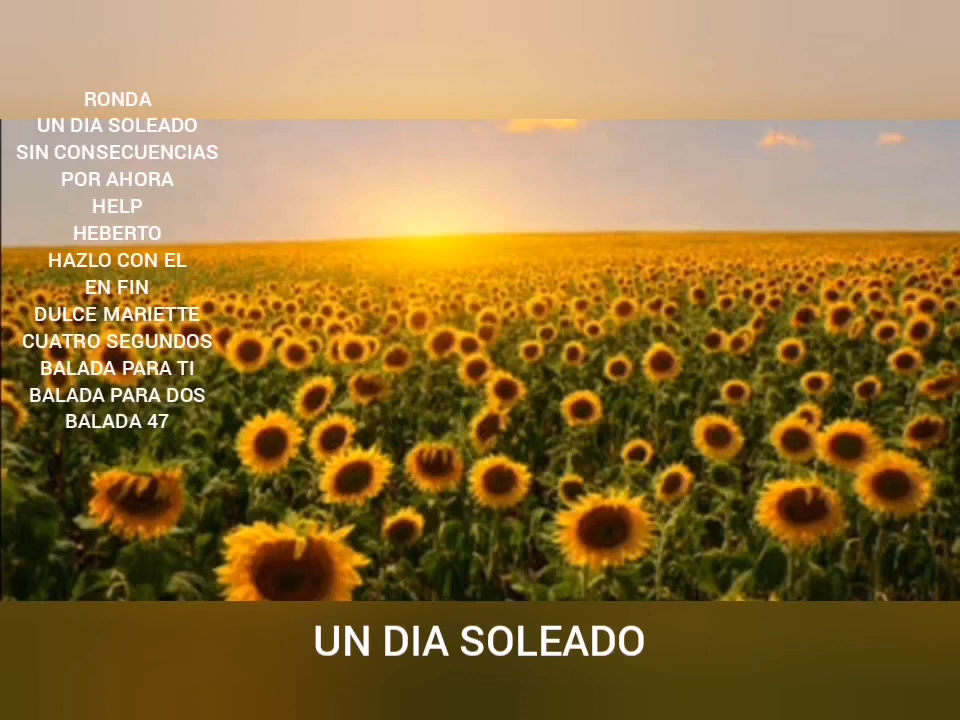 RONDA
UN DIA SOLEADO
SIN CONSECUENCIAS
POR AHORA
HELP
HEBERTO
HAZLO CON EL
EN FIN
DULCE MARIETTE
CUATRO SEGUNDOS
BALADA PARA TI
BALADA PARA DOS
BALADA 47
UN DIA SOLEADO